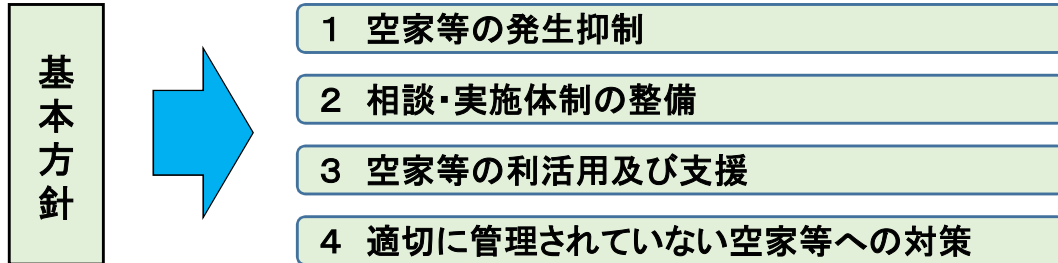 基本方針
１ 空家等の発生抑制
２ 相談・実施体制の整備
３ 空家等の利活用及び支援
４ 適切に管理されていない空家等への対策